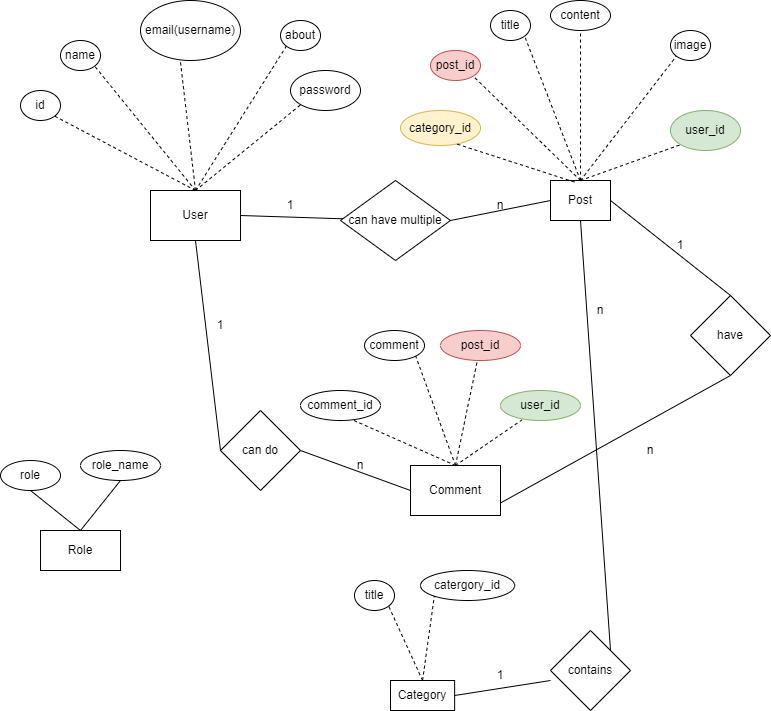 content
title
email(username)
about
image
name
post_id
password
id
category_id
user_id
User
1
can have multiple
n
Post
1
n
1
have
comment
post_id
comment_id
user_id
can do
n
n
role
role_name
Comment
Role
title
catergory_id
contains
1
Category